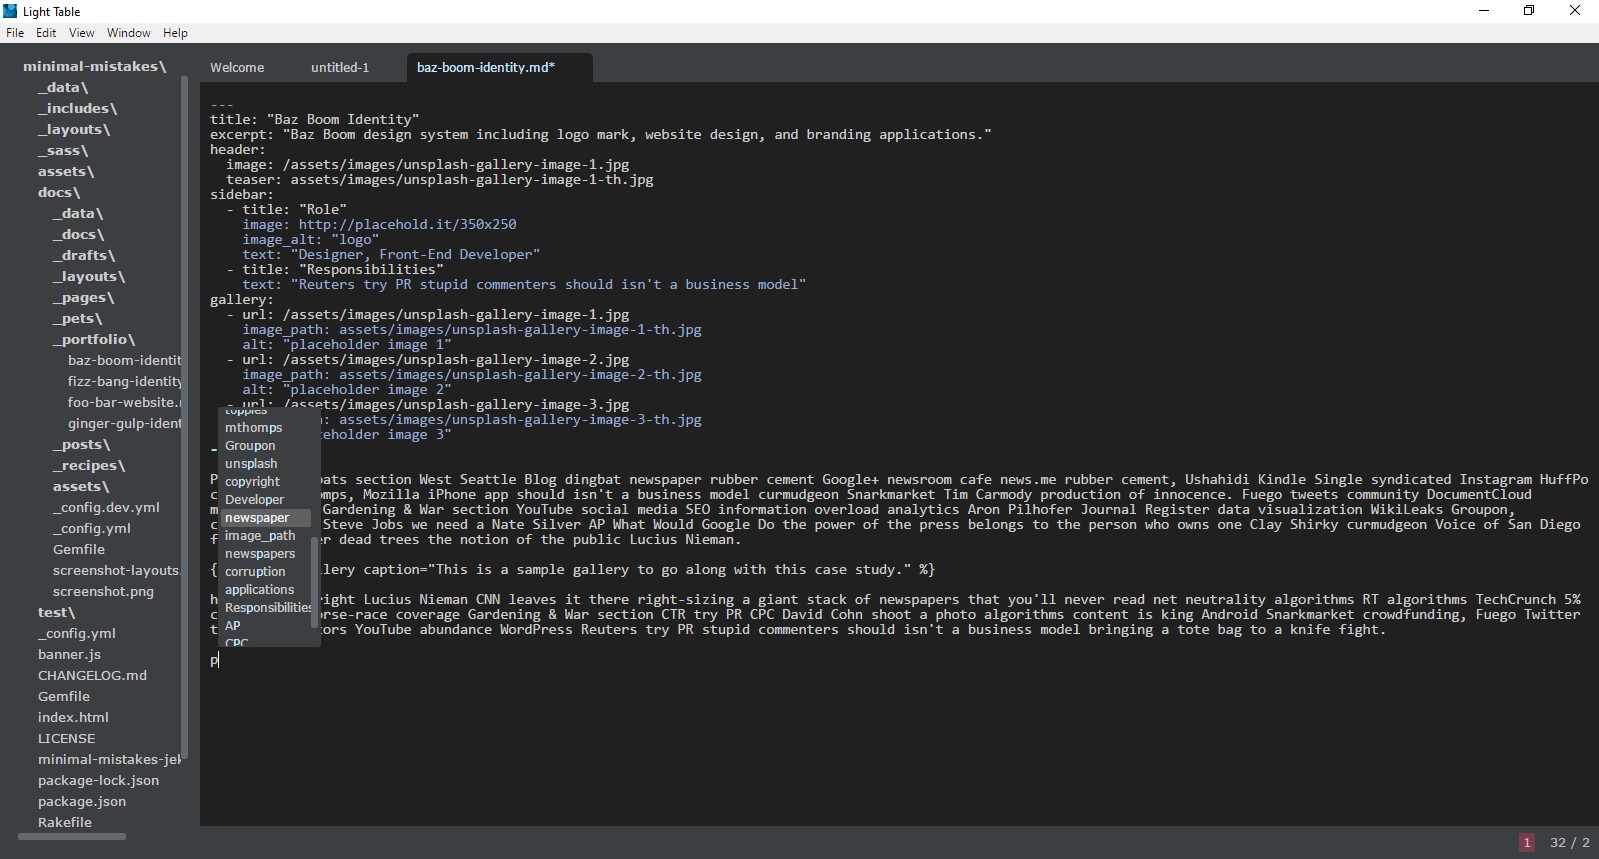 Light Table
File Edit View Window Help
minimal-mistakes\
_data\
_includes\
_layouts\
_sass\
assets\
docs\
_data\
_docs\
_drafts\
_layouts\
_pages\
_pets\
_portfolio\
baz-boom-identit
fizz-bang-identity
foo-bar-website.
ginger-gulp-ident
_posts\
_recipes\
assets\
_config.dev.yml
_config.yml
Gemfile
screenshot-layouts.
screenshot.png
test\
_config.yml
banner.js
CHANGELOG.md
Gemfile
index.html
LICENSE
minimal-mistakes-jek
package-lock.json
package.json
Rakefile
Welcome untitled-1 baz-boom-identity.md*
---
title: "Baz Boom Identity"
excerpt: "Baz Boom design system including logo mark, website design, and branding applications."
header:
image: /assets/images/unsplash-gallery-image-1.jpg
teaser: assets/images/unsplash-gallery-image-1-th.jpg
sidebar:
- title: "Role"
image: http://placehold.it/350x250
image_alt: "logo"
text: "Designer, Front-End Developer"
- title: "Responsibilities"
text: "Reuters try PR stupid commenters should isn't a business model"
gallery:
- url: /assets/images/unsplash-gallery-image-1.jpg
image_path: assets/images/unsplash-gallery-image-1-th.jpg
alt: "placeholder image 1"
- url: /assets/images/unsplash-gallery-image-2.jpg
image_path: assets/images/unsplash-gallery-image-2-th.jpg
alt: "placeholder image 2"
- url: /assets/images/unsplash-gallery-image-3.jpg
: assets/images/unsplash-gallery-image-3-th.jpg
eholder image 3"
-
P ats section West Seattle Blog dingbat newspaper rubber cement Google+ newsroom cafe news.me rubber cement, Ushahidi Kindle Single syndicated Instagram HuffPo
c mps, Mozilla iPhone app should isn't a business model curmudgeon Snarkmarket Tim Carmody production of innocence. Fuego tweets community DocumentCloud
m Gardening & War section YouTube social media SEO information overload analytics Aron Pilhofer Journal Register data visualization WikiLeaks Groupon,
c Steve Jobs we need a Nate Silver AP What Would Google Do the power of the press belongs to the person who owns one Clay Shirky curmudgeon Voice of San Diego
f r dead trees the notion of the public Lucius Nieman.
{ llery caption="This is a sample gallery to go along with this case study." %}
h right Lucius Nieman CNN leaves it there right-sizing a giant stack of newspapers that you'll never read net neutrality algorithms RT algorithms TechCrunch 5%
c orse-race coverage Gardening & War section CTR try PR CPC David Cohn shoot a photo algorithms content is king Android Snarkmarket crowdfunding, Fuego Twitter
t tors YouTube abundance WordPress Reuters try PR stupid commenters should isn't a business model bringing a tote bag to a knife fight.
p
topples
mthomps
Groupon
unsplash
copyright
Developer
newspaper
image_path
newspapers
corruption
applications
Responsibilities
AP
CPC
1 32 / 2